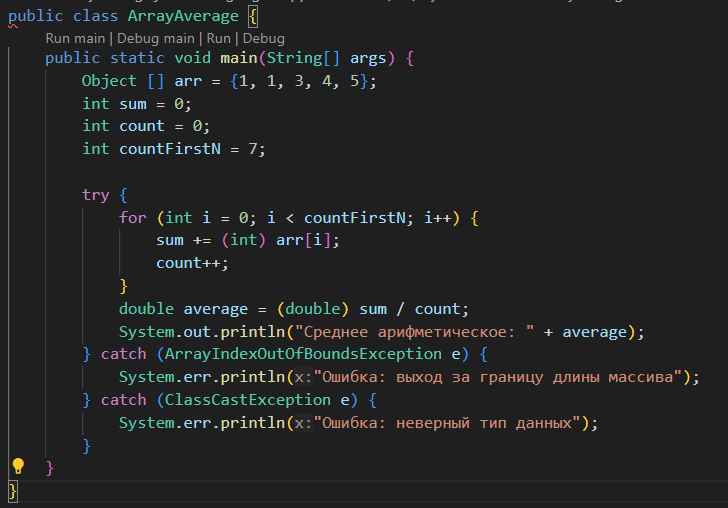 public class ArrayAverage {
Run main | Debug main | Run | Debug
public static void main(String[] args) {
Object [] arr = {1, 1, 3, 4, 5};
int sum = 0;
int count = 0;
int countFirstN = 7;
try {
for (int i = 0; i < countFirstN; i++) {
sum += (int) arr[i];
count++;
}
double average = (double) sum / count;
System.out.println("Среднее арифметическое: " + average);
} catch (ArrayIndexOutOfBoundsException e) {
System.err.println(x:"Ошибка: выход за границу длины массива");
} catch (ClassCastException e) {
System.err.println(x:"Ошибка: неверный тип данных");
}
}
}